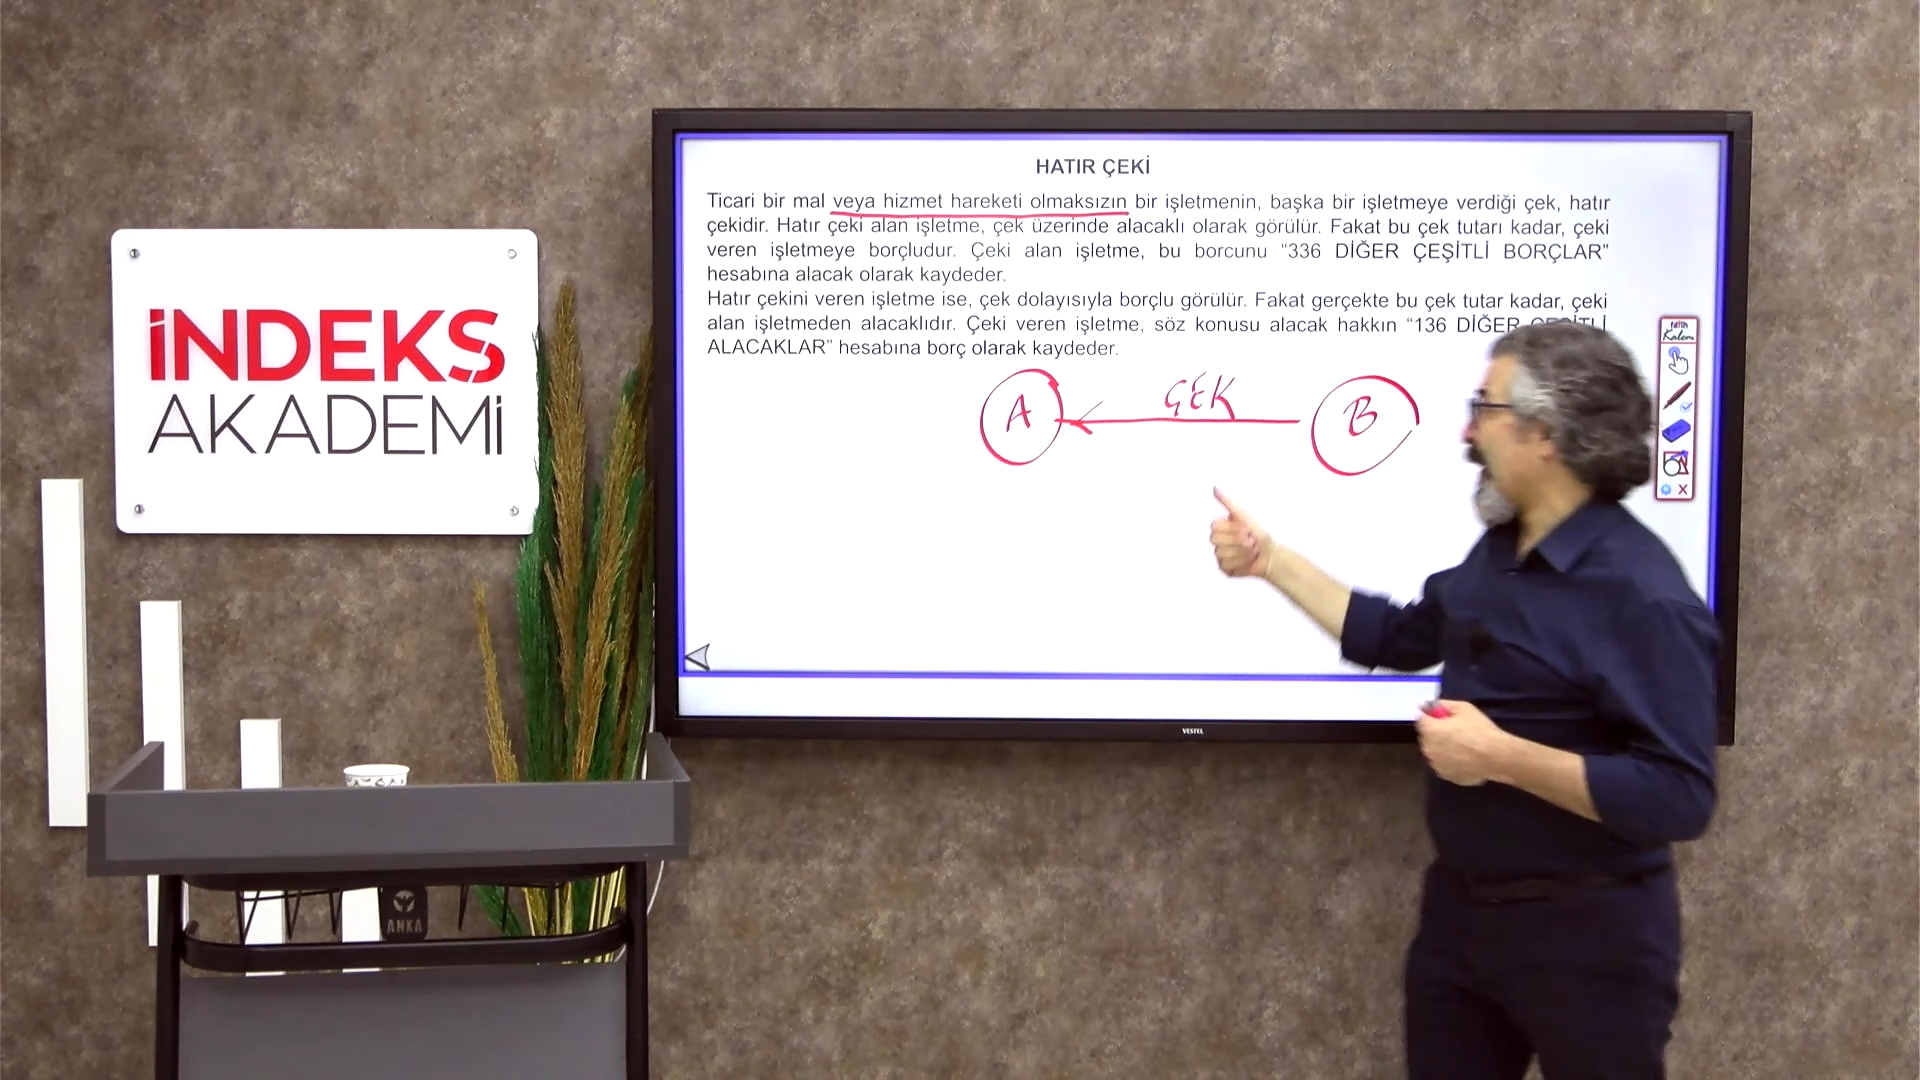 HATIR ÇEKİ
Ticari bir mal veya hizmet hareketi olmaksızın bir işletmenin, başka bir işletmeye verdiği çek, hatır
çekidir. Hatır çeki alan işletme, çek üzerinde alacaklı olarak görülür. Fakat bu çek tutarı kadar, çeki
veren işletmeye borçludur. Çeki alan işletme, bu borcunu “336 DİĞER ÇEŞİTLİ BORÇLAR”
hesabına alacak olarak kaydeder.
Hatır çekini veren işletme ise, çek dolayısıyla borçlu görülür. Fakat gerçekte bu çek tutar kadar, çeki
alan işletmeden alacaklıdır. Çeki veren işletme, söz konusu alacak hakkın “136 DİĞER ÇEŞİTLİ
ALACAKLAR” hesabına borç olarak kaydeder.
A ÇEK B
fatih
Kalem
İNDEKS
AKADEMİ
VESTEL
ANKA